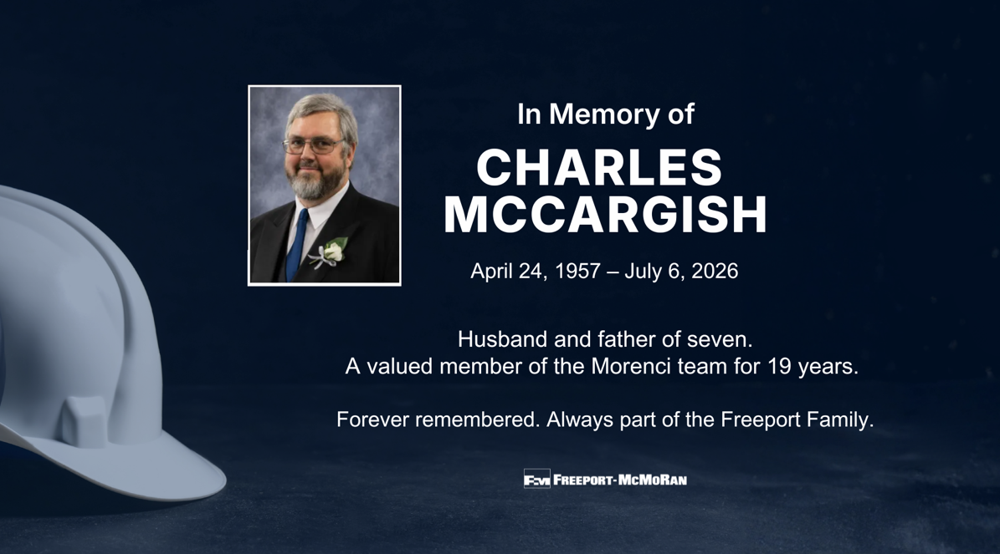 In Memory of
CHARLES
MCCARGISH
April 24, 1957 – July 6, 2026
Husband and father of seven.
A valued member of the Morenci team for 19 years.
Forever remembered. Always part of the Freeport Family.
FCMI FREEPORT-MCMORAN